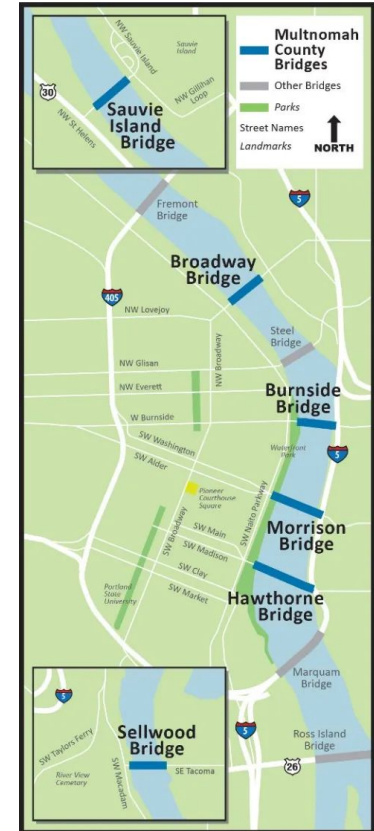 NW Sauvie Island
Sauvie
Island
30
NW Gillihan
Loop
Sauvie
Island
Bridge
NW St Helens
Multnomah
County
Bridges
Other Bridges
Parks
Street Names
Landmarks
NORTH
5
Fremont
Bridge
Broadway
Bridge
405
NW Lovejoy
NW Broadway
Steel
Bridge
NW Glisan
NW Everett
Burnside
Bridge
W Burnside
SW Washington
Waterfront
Park
5
SW Alder
Pioneer
Courthouse
Square
SW Naito Parkway
Morrison
Bridge
SW Broadway
SW Main
SW Madison
SW Clay
SW Market
Portland
State
University
Hawthorne
Bridge
Marquam
Bridge
5
Sellwood
Bridge
5
Ross Island
Bridge
SW Taylors Ferry
26
River View
Cemetery
SW Macadam
SE Tacoma